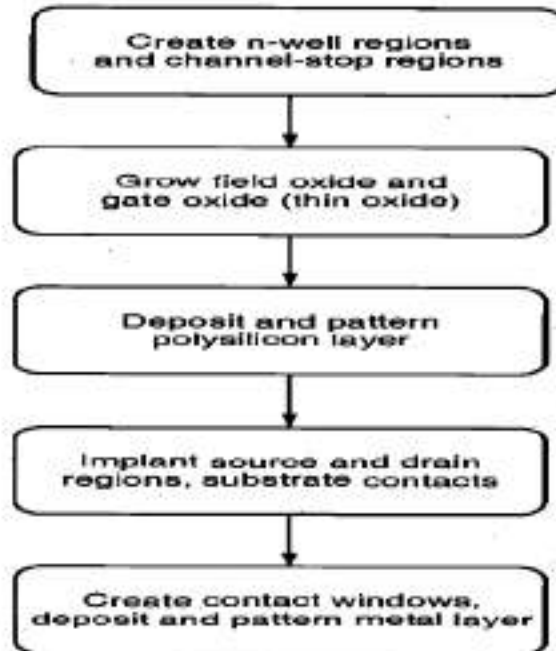 Create n-well regions
and channel-stop regions
Grow field oxide and
gate oxide (thin oxide)
Deposit and pattern
polysilicon layer
Implant source and drain
regions, substrate contacts
Create contact windows,
deposit and pattern metal layer